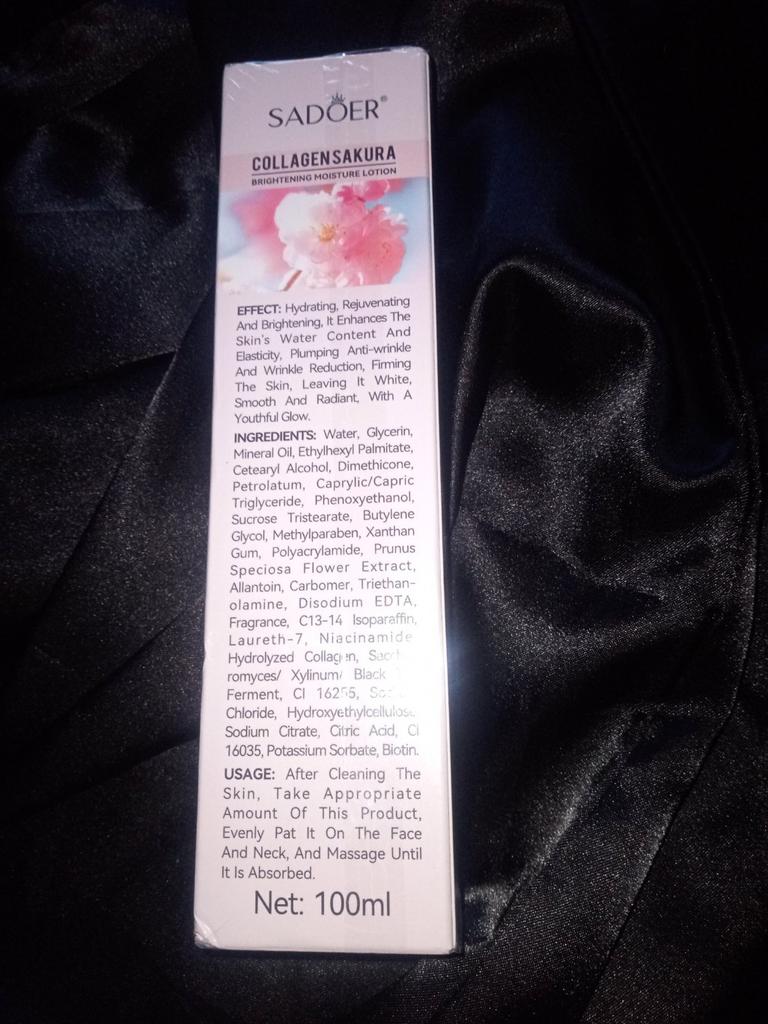 SADOER®
COLLAGENSAKURA
BRIGHTENING MOISTURE LOTION
EFFECT: Hydrating, Rejuvenating
And Brightening, It Enhances The
Skin's Water Content And
Elasticity, Plumping Anti-wrinkle
And Wrinkle Reduction, Firming
The Skin, Leaving It White,
Smooth And Radiant, With A
Youthful Glow.
INGREDIENTS: Water, Glycerin,
Mineral Oil, Ethylhexyl Palmitate,
Cetearyl Alcohol, Dimethicone,
Petrolatum, Caprylic/Capric
Triglyceride, Phenoxyethanol,
Sucrose Tristearate, Butylene
Glycol, Methylparaben, Xanthan
Gum, Polyacrylamide, Prunus
Speciosa Flower Extract,
Allantoin, Carbomer, Triethan-
olamine, Disodium EDTA,
Fragrance, C13-14 Isoparaffin,
Laureth-7, Niacinamide
Hydrolyzed Collagen,
romyces/ Xylinum/ Black
Ferment, CI 16255,
Chloride, Hydroxyethylcellulose,
Sodium Citrate, Citric Acid, CI
16035, Potassium Sorbate, Biotin.
USAGE: After Cleaning The
Skin, Take Appropriate
Amount Of This Product,
Evenly Pat It On The Face
And Neck, And Massage Until
It Is Absorbed.
Net: 100ml